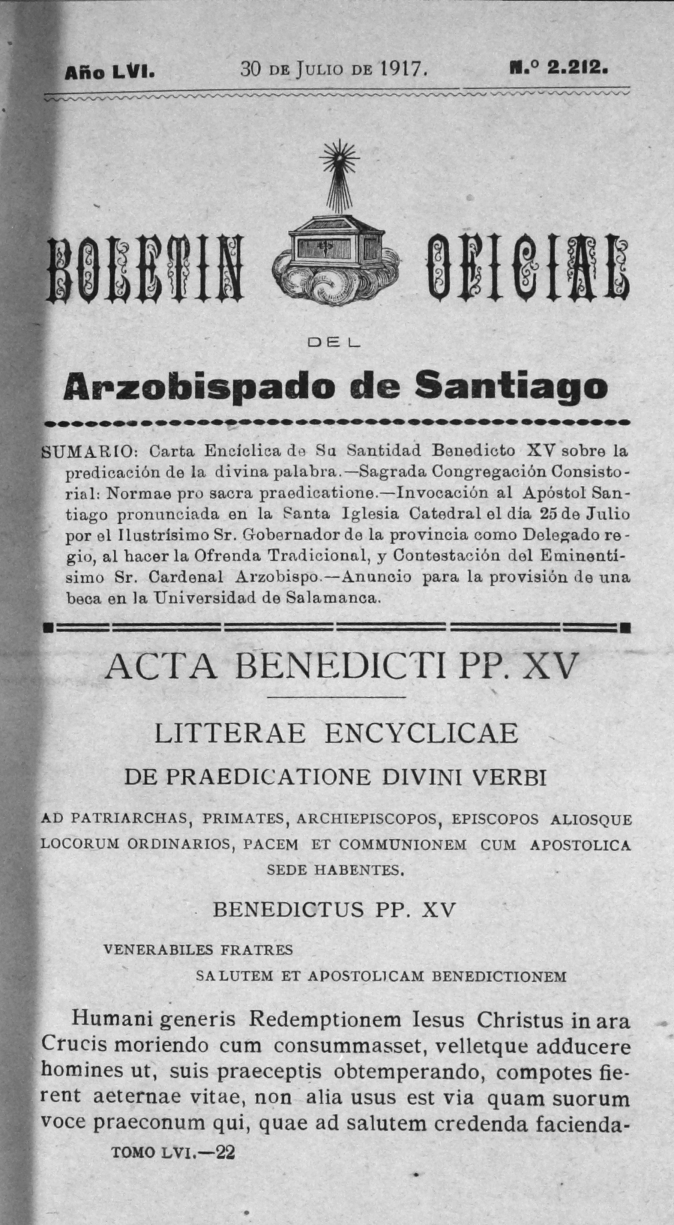 Año LVI. 30 DE JULIO DE 1917. N.º 2.212.
BOLETIN OFICIAL
DEL
Arzobispado de Santiago
SUMARIO: Carta Encíclica de Su Santidad Benedicto XV sobre la
predicación de la divina palabra.—Sagrada Congregación Consisto-
rial: Normae pro sacra praedicatione.—Invocación al Apóstol San-
tiago pronunciada en la Santa Iglesia Catedral el día 25 de Julio
por el Ilustrísimo Sr. Gobernador de la provincia como Delegado re-
gio, al hacer la Ofrenda Tradicional, y Contestación del Eminentí-
simo Sr. Cardenal Arzobispo.—Anuncio para la provisión de una
beca en la Universidad de Salamanca.
ACTA BENEDICTI PP. XV
LITTERAE ENCYCLICAE
DE PRAEDICATIONE DIVINI VERBI
AD PATRIARCHAS, PRIMATES, ARCHIEPISCOPOS, EPISCOPOS ALIOSQUE
LOCORUM ORDINARIOS, PACEM ET COMMUNIONEM CUM APOSTOLICA
SEDE HABENTES.
BENEDICTUS PP. XV
VENERABILES FRATRES
SALUTEM ET APOSTOLICAM BENEDICTIONEM
Humani generis Redemptionem Iesus Christus in ara
Crucis moriendo cum consummasset, velletque adducere
homines ut, suis praeceptis obtemperando, compotes fie-
rent aeternae vitae, non alia usus est via quam suorum
voce praeconum qui, quae ad salutem credenda facienda-
TOMO LVI.—22